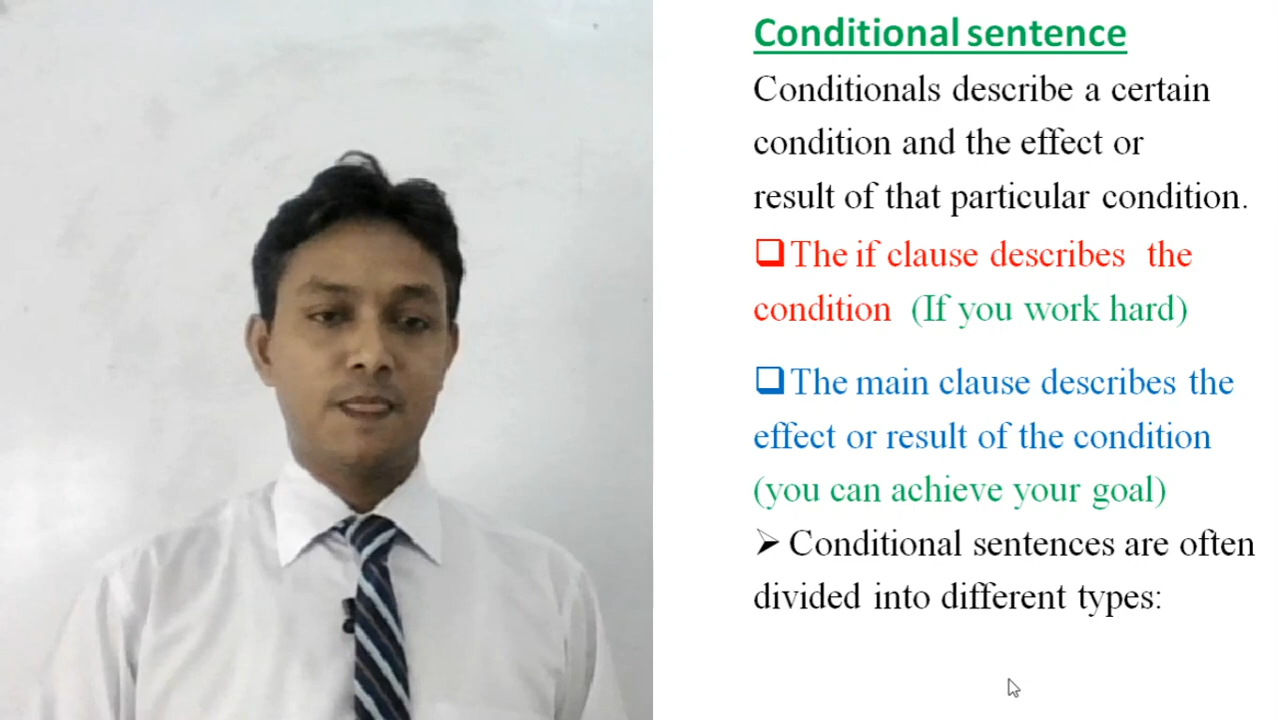 Conditional sentence
Conditionals describe a certain
condition and the effect or
result of that particular condition.
❑The if clause describes the
condition (If you work hard)
❑The main clause describes the
effect or result of the condition
(you can achieve your goal)
➤ Conditional sentences are often
divided into different types: